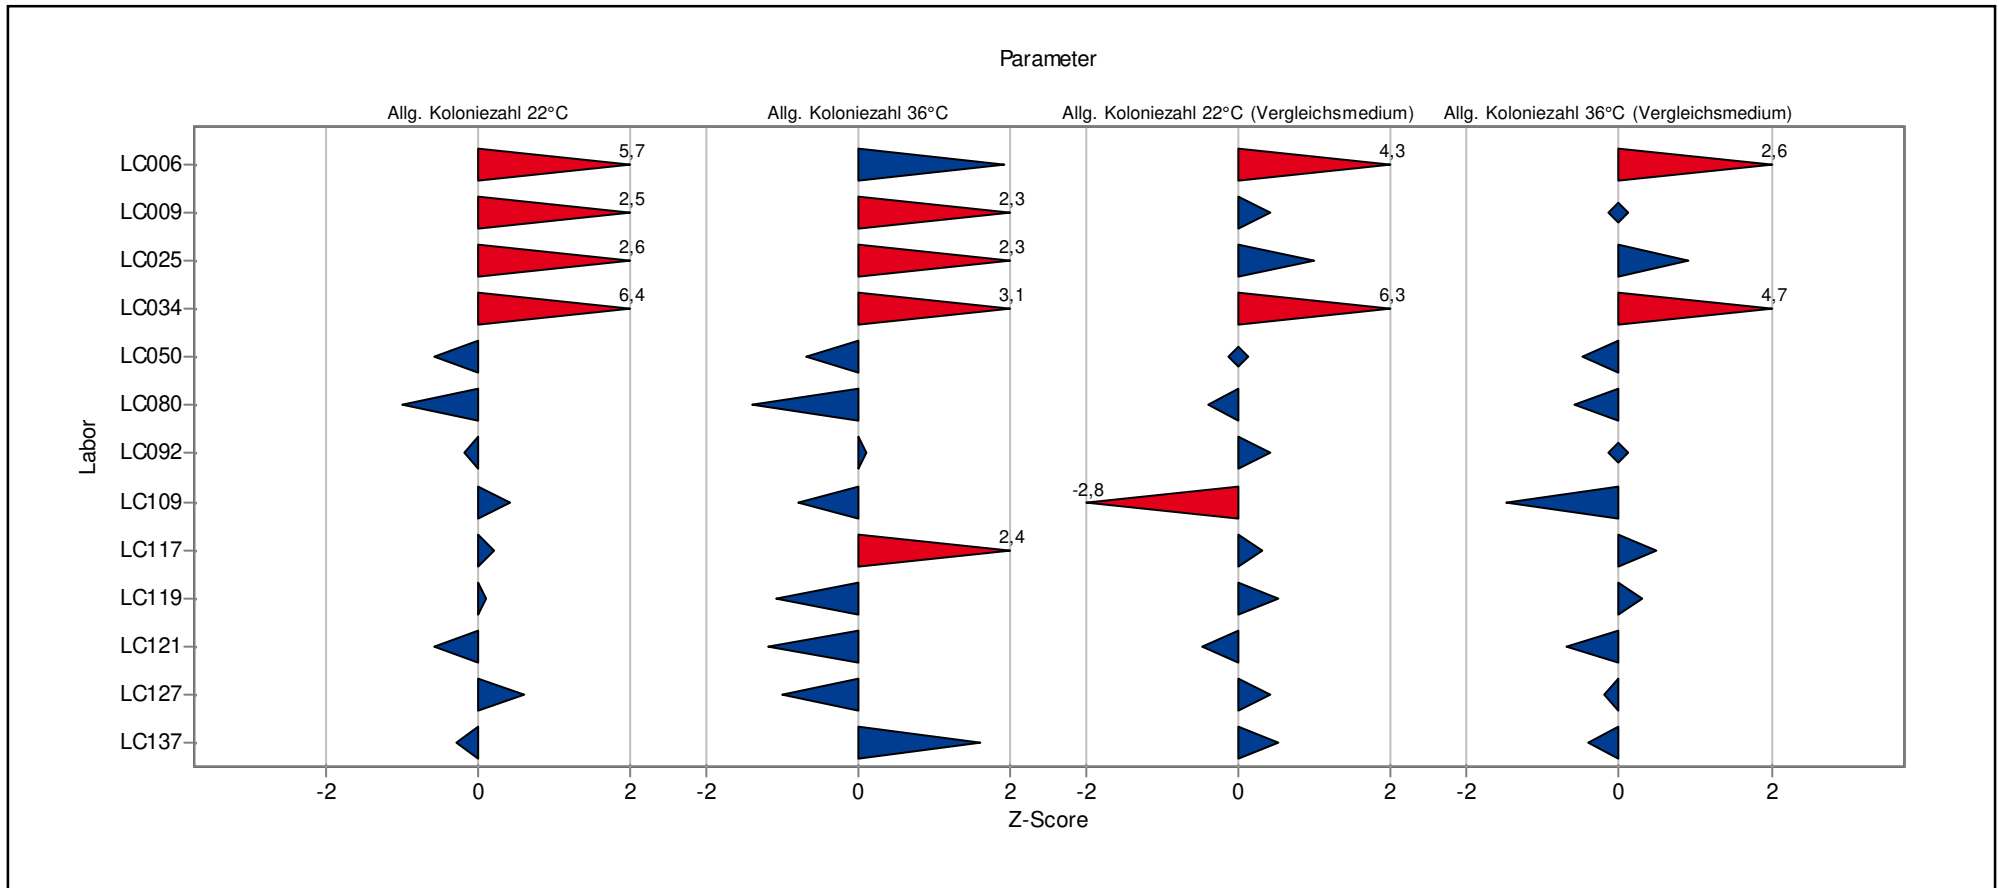 Parameter
Allg. Koloniezahl 22°C Allg. Koloniezahl 36°C Allg. Koloniezahl 22°C (Vergleichsmedium) Allg. Koloniezahl 36°C (Vergleichsmedium)
LC006 5,7 4,3 2,6
LC009 2,5 2,3
LC025 2,6 2,3
LC034 6,4 3,1 6,3 4,7
LC050
LC080
LC092
LC109 -2,8
LC117 2,4
LC119
LC121
LC127
LC137
Labor
-2 0 2 -2 0 2 -2 0 2 -2 0 2
Z-Score